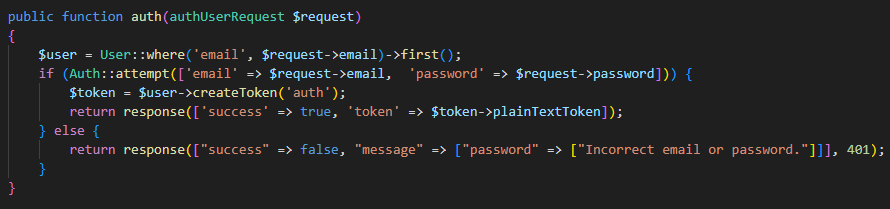 public function auth(authUserRequest $request)
{
    $user = User::where('email', $request->email)->first();
    if (Auth::attempt(['email' => $request->email,  'password' => $request->password])) {
        $token = $user->createToken('auth');
        return response(['success' => true, 'token' => $token->plainTextToken]);
    } else {
        return response(["success" => false, "message" => ["password" => ["Incorrect email or password."]]], 401);
    }
}